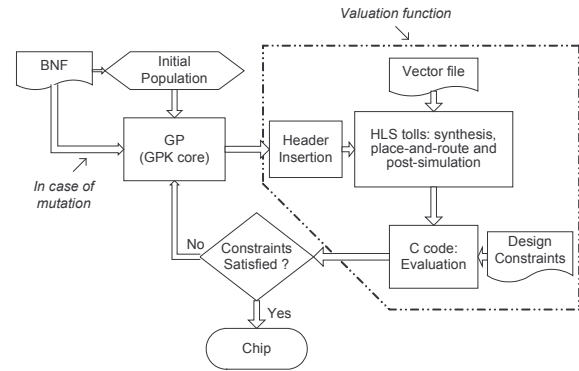 Valuation function
BNF
Initial
Population
Vector file
GP
(GPK core)
Header
Insertion
HLS tolls: synthesis,
place-and-route and
post-simulation
In case of
mutation
No
Constraints
Satisfied ?
C code:
Evaluation
Design
Constraints
Yes
Chip